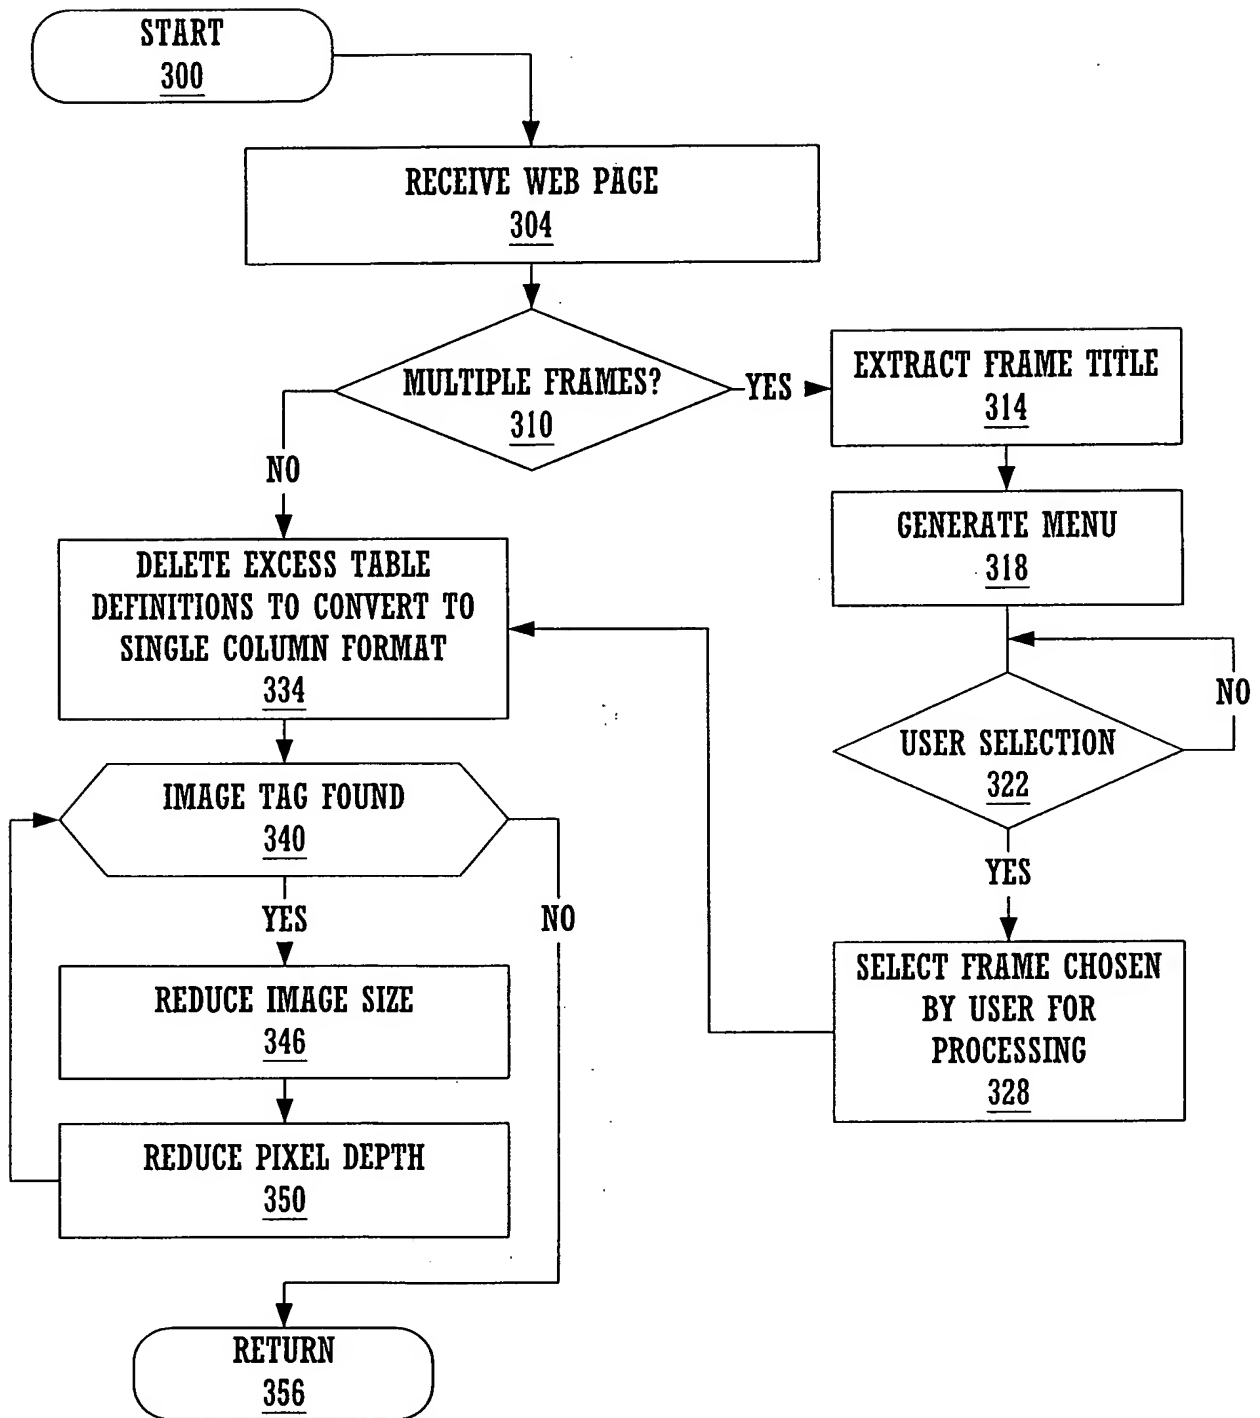 START
300
RECEIVE WEB PAGE
304
MULTIPLE FRAMES?
310
YES
EXTRACT FRAME TITLE
314
NO
GENERATE MENU
318
DELETE EXCESS TABLE
DEFINITIONS TO CONVERT TO
SINGLE COLUMN FORMAT
334
NO
USER SELECTION
322
IMAGE TAG FOUND
340
YES
YES
NO
REDUCE IMAGE SIZE
346
SELECT FRAME CHOSEN
BY USER FOR
PROCESSING
328
REDUCE PIXEL DEPTH
350
RETURN
356